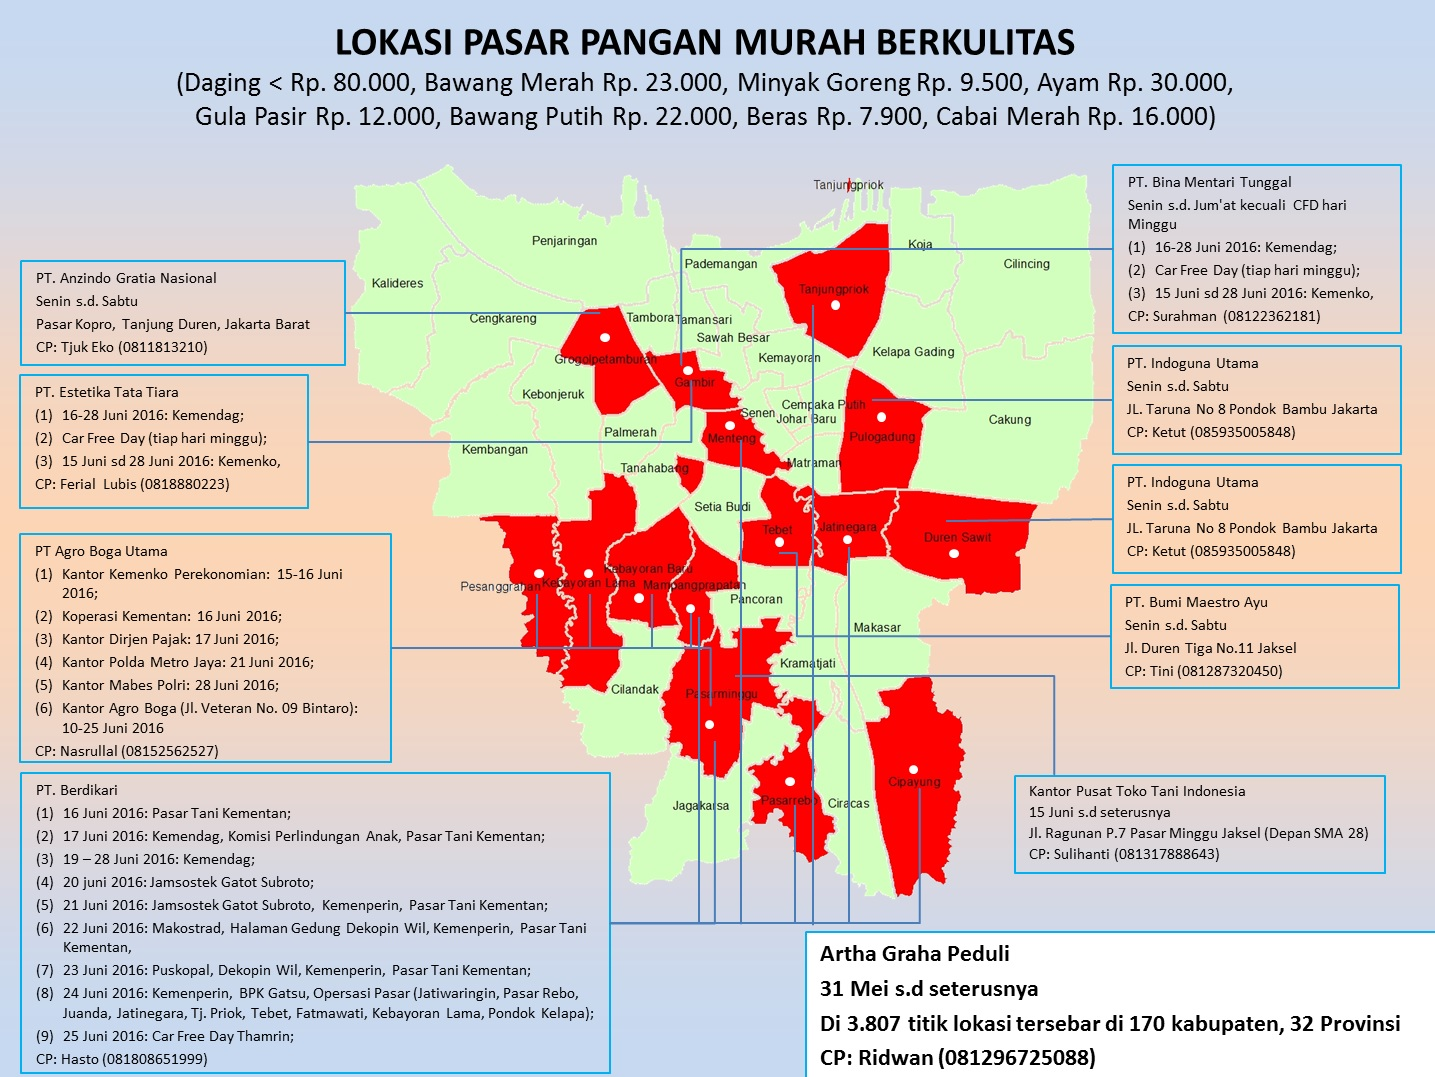 LOKASI PASAR PANGAN MURAH BERKULITAS
(Daging < Rp. 80.000, Bawang Merah Rp. 23.000, Minyak Goreng Rp. 9.500, Ayam Rp. 30.000,
Gula Pasir Rp. 12.000, Bawang Putih Rp. 22.000, Beras Rp. 7.900, Cabai Merah Rp. 16.000)
PT. Anzindo Gratia Nasional
Senin s.d. Sabtu
Pasar Kopro, Tanjung Duren, Jakarta Barat
CP: Tjuk Eko (0811813210)
PT. Estetika Tata Tiara
(1) 16-28 Juni 2016: Kemendag;
(2) Car Free Day (tiap hari minggu);
(3) 15 Juni sd 28 Juni 2016: Kemenko,
CP: Ferial Lubis (0818880223)
PT Agro Boga Utama
(1) Kantor Kemenko Perekonomian: 15-16 Juni
2016;
(2) Koperasi Kementan: 16 Juni 2016;
(3) Kantor Dirjen Pajak: 17 Juni 2016;
(4) Kantor Polda Metro Jaya: 21 Juni 2016;
(5) Kantor Mabes Polri: 28 Juni 2016;
(6) Kantor Agro Boga (Jl. Veteran No. 09 Bintaro):
10-25 Juni 2016
CP: Nasrullal (08152562527)
PT. Berdikari
(1) 16 Juni 2016: Pasar Tani Kementan;
(2) 17 Juni 2016: Kemendag, Komisi Perlindungan Anak, Pasar Tani Kementan;
(3) 19 – 28 Juni 2016: Kemendag;
(4) 20 juni 2016: Jamsostek Gatot Subroto;
(5) 21 Juni 2016: Jamsostek Gatot Subroto, Kemenperin, Pasar Tani Kementan;
(6) 22 Juni 2016: Makostrad, Halaman Gedung Dekopin Wil, Kemenperin, Pasar Tani
Kementan,
(7) 23 Juni 2016: Puskopal, Dekopin Wil, Kemenperin, Pasar Tani Kementan;
(8) 24 Juni 2016: Kemenperin, BPK Gatsu, Opersasi Pasar (Jatiwaringin, Pasar Rebo,
Juanda, Jatinegara, Tj. Priok, Tebet, Fatmawati, Kebayoran Lama, Pondok Kelapa);
(9) 25 Juni 2016: Car Free Day Thamrin;
CP: Hasto (081808651999)
Tanjungpriok
Penjaringan
Koja
Pademangan
Cilincing
Kalideres
Tanjungpriok
Cengkareng
Tambora
Tamansari
Sawah Besar
Kemayoran
Kelapa Gading
Grogolpetamburan
Gambir
Kebonjeruk
Cempaka Putih
Senen
Johar Baru
Cakung
Palmerah
Menteng
Pulogadung
Kembangan
Matraman
Tanahabang
Setia Budi
Tebet
Jatinegara
Duren Sawit
Kebayoran Baru
Pesanggrahan
Kebayoran Lama
Mampangprapatan
Pancoran
Makasar
Kramatjati
Cilandak
Pasarminggu
Cipayung
Jagakarsa
Pasarrebo
Ciracas
PT. Bina Mentari Tunggal
Senin s.d. Jum'at kecuali CFD hari
Minggu
(1) 16-28 Juni 2016: Kemendag;
(2) Car Free Day (tiap hari minggu);
(3) 15 Juni sd 28 Juni 2016: Kemenko,
CP: Surahman (08122362181)
PT. Indoguna Utama
Senin s.d. Sabtu
JL. Taruna No 8 Pondok Bambu Jakarta
CP: Ketut (085935005848)
PT. Indoguna Utama
Senin s.d. Sabtu
JL. Taruna No 8 Pondok Bambu Jakarta
CP: Ketut (085935005848)
PT. Bumi Maestro Ayu
Senin s.d. Sabtu
Jl. Duren Tiga No.11 Jaksel
CP: Tini (081287320450)
Kantor Pusat Toko Tani Indonesia
15 Juni s.d seterusnya
Jl. Ragunan P.7 Pasar Minggu Jaksel (Depan SMA 28)
CP: Sulihanti (081317888643)
Artha Graha Peduli
31 Mei s.d seterusnya
Di 3.807 titik lokasi tersebar di 170 kabupaten, 32 Provinsi
CP: Ridwan (081296725088)